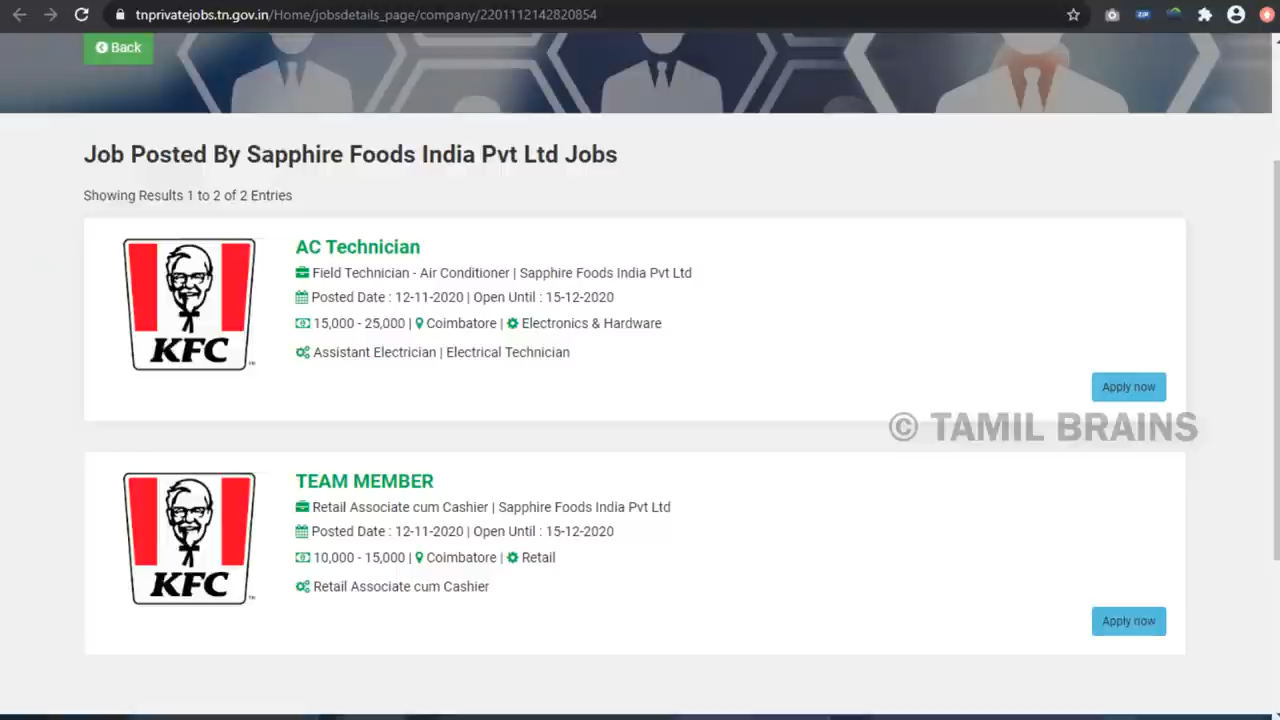 tnprivatejobs.tn.gov.in/Home/jobsdetails_page/company/2201112142820854
ZIP
Back
Job Posted By Sapphire Foods India Pvt Ltd Jobs
Showing Results 1 to 2 of 2 Entries
KFC
AC Technician
Field Technician - Air Conditioner | Sapphire Foods India Pvt Ltd
Posted Date : 12-11-2020 | Open Until : 15-12-2020
15,000 - 25,000 | Coimbatore | Electronics & Hardware
Assistant Electrician | Electrical Technician
Apply now
© TAMIL BRAINS
KFC
TEAM MEMBER
Retail Associate cum Cashier | Sapphire Foods India Pvt Ltd
Posted Date : 12-11-2020 | Open Until : 15-12-2020
10,000 - 15,000 | Coimbatore | Retail
Retail Associate cum Cashier
Apply now